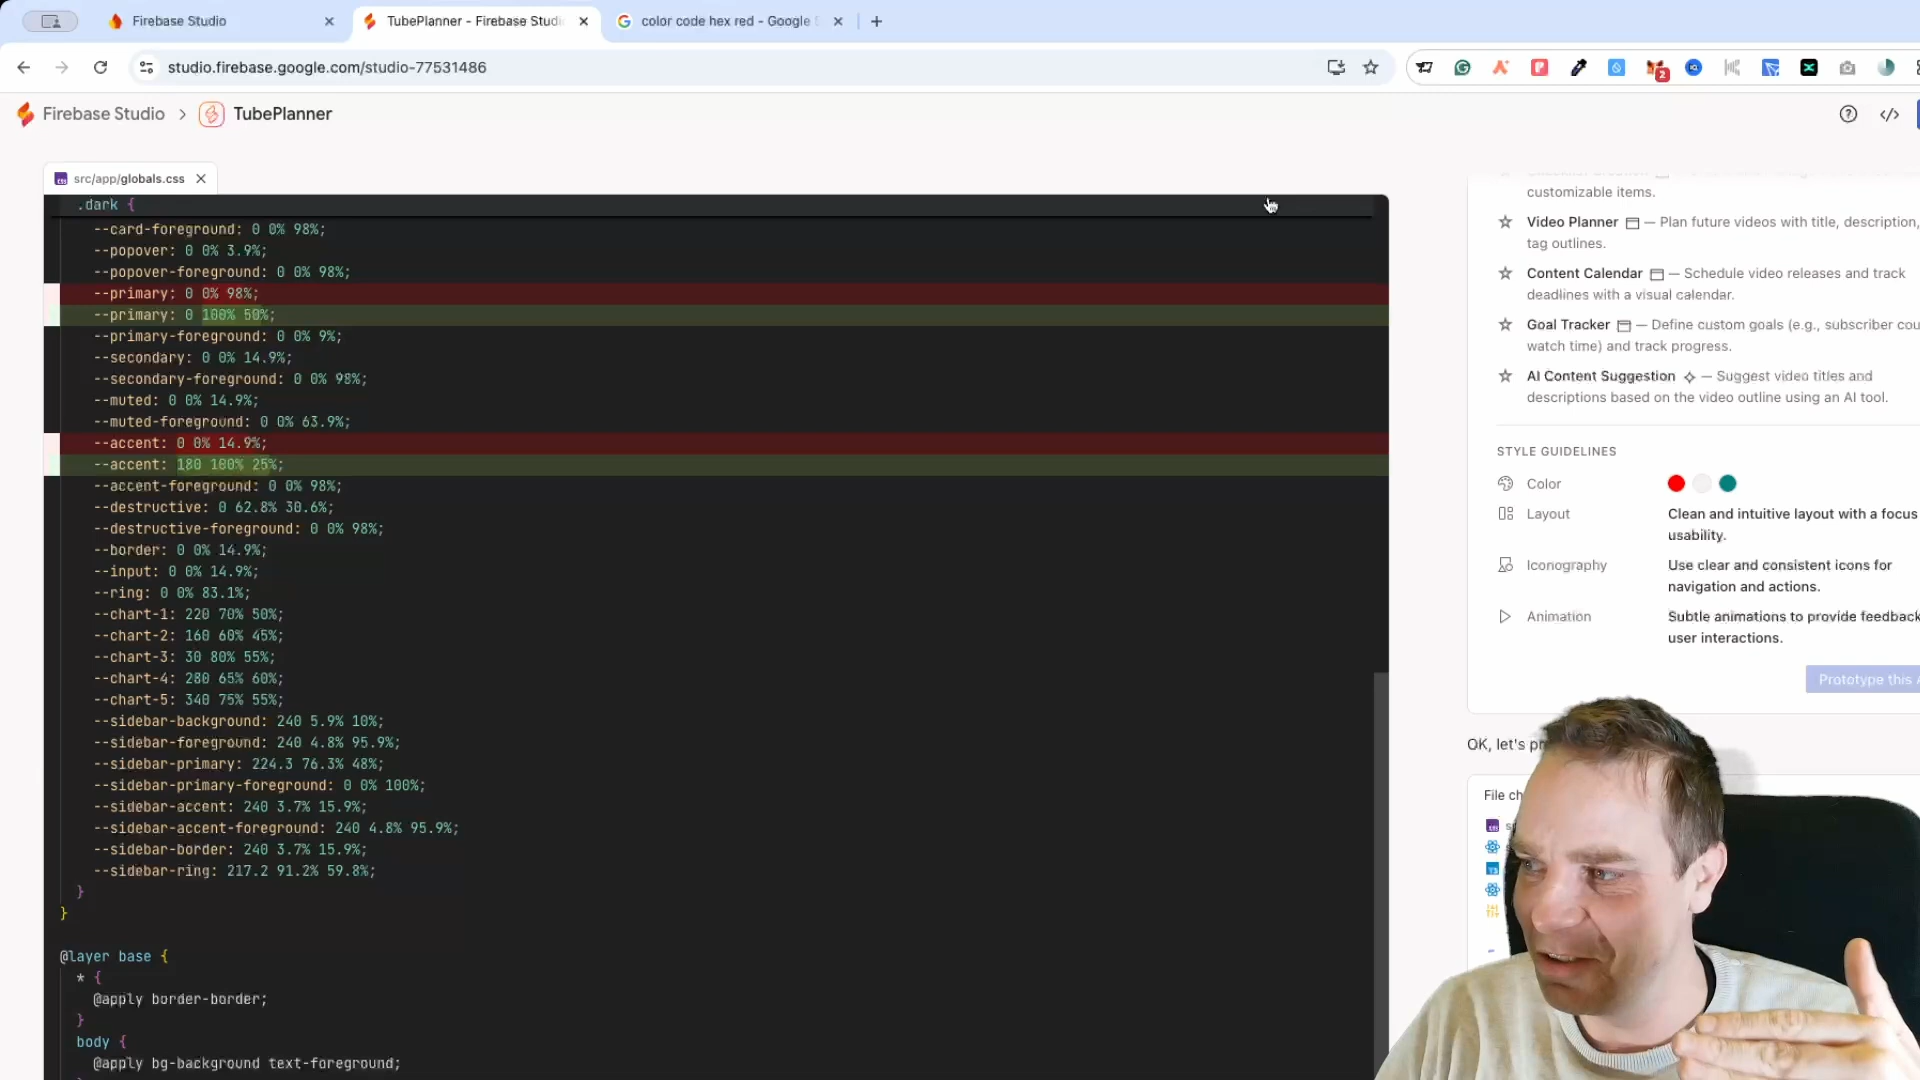 Firebase Studio
TubePlanner - Firebase Studi
color code hex red - Google S
studio.firebase.google.com/studio-77531486
2
Firebase Studio > TubePlanner
src/app/globals.css
.dark {
--card-foreground: 0 0% 98%;
--popover: 0 0% 3.9%;
--popover-foreground: 0 0% 98%;
--primary: 0 0% 98%;
--primary: 0 100% 50%;
--primary-foreground: 0 0% 9%;
--secondary: 0 0% 14.9%;
--secondary-foreground: 0 0% 98%;
--muted: 0 0% 14.9%;
--muted-foreground: 0 0% 63.9%;
--accent: 0 0% 14.9%;
--accent: 180 100% 25%;
--accent-foreground: 0 0% 98%;
--destructive: 0 62.8% 30.6%;
--destructive-foreground: 0 0% 98%;
--border: 0 0% 14.9%;
--input: 0 0% 14.9%;
--ring: 0 0% 83.1%;
--chart-1: 220 70% 50%;
--chart-2: 160 60% 45%;
--chart-3: 30 80% 55%;
--chart-4: 280 65% 60%;
--chart-5: 340 75% 55%;
--sidebar-background: 240 5.9% 10%;
--sidebar-foreground: 240 4.8% 95.9%;
--sidebar-primary: 224.3 76.3% 48%;
--sidebar-primary-foreground: 0 0% 100%;
--sidebar-accent: 240 3.7% 15.9%;
--sidebar-accent-foreground: 240 4.8% 95.9%;
--sidebar-border: 240 3.7% 15.9%;
--sidebar-ring: 217.2 91.2% 59.8%;
}
}
@layer base {
* {
@apply border-border;
}
body {
@apply bg-background text-foreground;
customizable items.
Video Planner — Plan future videos with title, description,
tag outlines.
Content Calendar — Schedule video releases and track
deadlines with a visual calendar.
Goal Tracker — Define custom goals (e.g., subscriber cou
watch time) and track progress.
AI Content Suggestion — Suggest video titles and
descriptions based on the video outline using an AI tool.
STYLE GUIDELINES
Color
Layout Clean and intuitive layout with a focus
usability.
Iconography Use clear and consistent icons for
navigation and actions.
Animation Subtle animations to provide feedback
user interactions.
Prototype this A
OK, let's pr
File ch